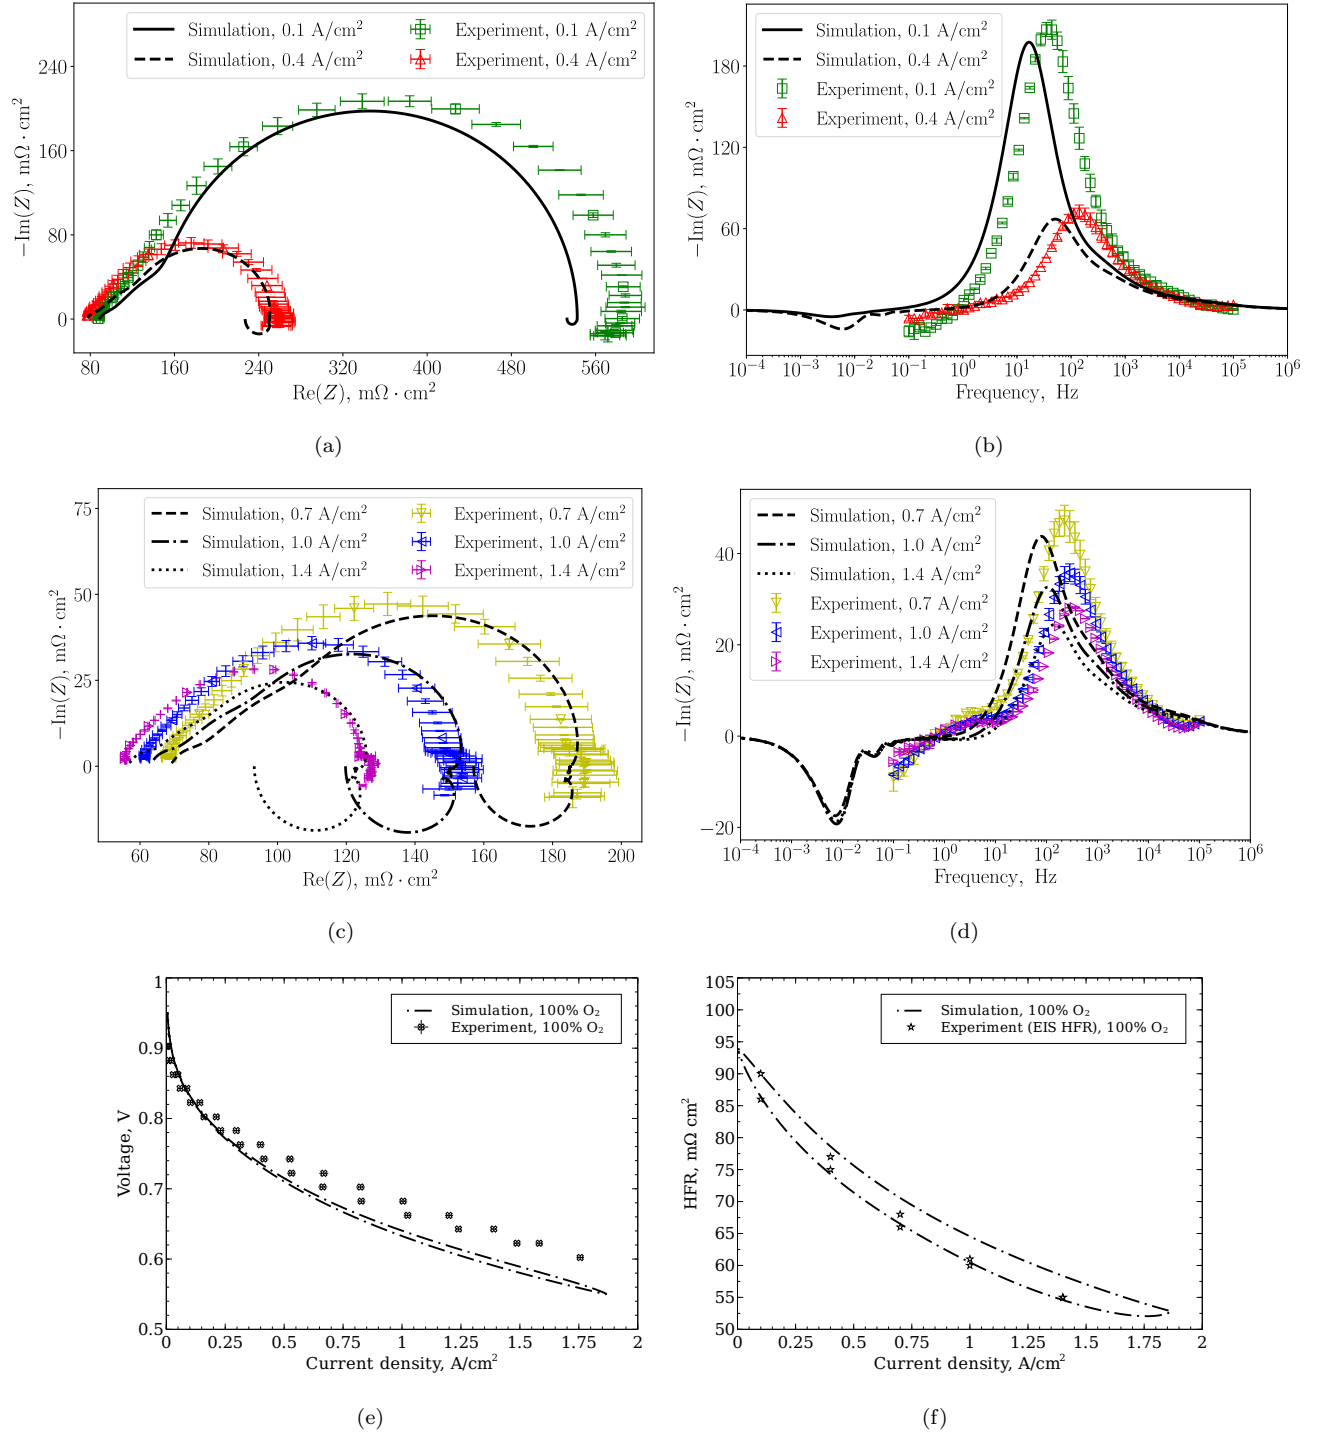 Simulation, 0.1 A/cm²
Simulation, 0.4 A/cm²
Experiment, 0.1 A/cm²
Experiment, 0.4 A/cm²
240
160
80
0
−Im(Z), mΩ · cm²
80 160 240 320 400 480 560
Re(Z), mΩ · cm²
(a)
Simulation, 0.1 A/cm²
Simulation, 0.4 A/cm²
Experiment, 0.1 A/cm²
Experiment, 0.4 A/cm²
180
120
60
0
−Im(Z), mΩ · cm²
10⁻⁴ 10⁻³ 10⁻² 10⁻¹ 10⁰ 10¹ 10² 10³ 10⁴ 10⁵ 10⁶
Frequency, Hz
(b)
Simulation, 0.7 A/cm²
Simulation, 1.0 A/cm²
Simulation, 1.4 A/cm²
Experiment, 0.7 A/cm²
Experiment, 1.0 A/cm²
Experiment, 1.4 A/cm²
75
50
25
0
−Im(Z), mΩ · cm²
60 80 100 120 140 160 180 200
Re(Z), mΩ · cm²
(c)
Simulation, 0.7 A/cm²
Simulation, 1.0 A/cm²
Simulation, 1.4 A/cm²
Experiment, 0.7 A/cm²
Experiment, 1.0 A/cm²
Experiment, 1.4 A/cm²
40
20
0
−20
−Im(Z), mΩ · cm²
10⁻⁴ 10⁻³ 10⁻² 10⁻¹ 10⁰ 10¹ 10² 10³ 10⁴ 10⁵ 10⁶
Frequency, Hz
(d)
Simulation, 100% O₂
Experiment, 100% O₂
1
0.9
0.8
0.7
0.6
0.5
Voltage, V
0 0.25 0.5 0.75 1 1.25 1.5 1.75 2
Current density, A/cm²
(e)
Simulation, 100% O₂
Experiment (EIS HFR), 100% O₂
105
100
95
90
85
80
75
70
65
60
55
50
HFR, mΩ cm²
0 0.25 0.5 0.75 1 1.25 1.5 1.75 2
Current density, A/cm²
(f)